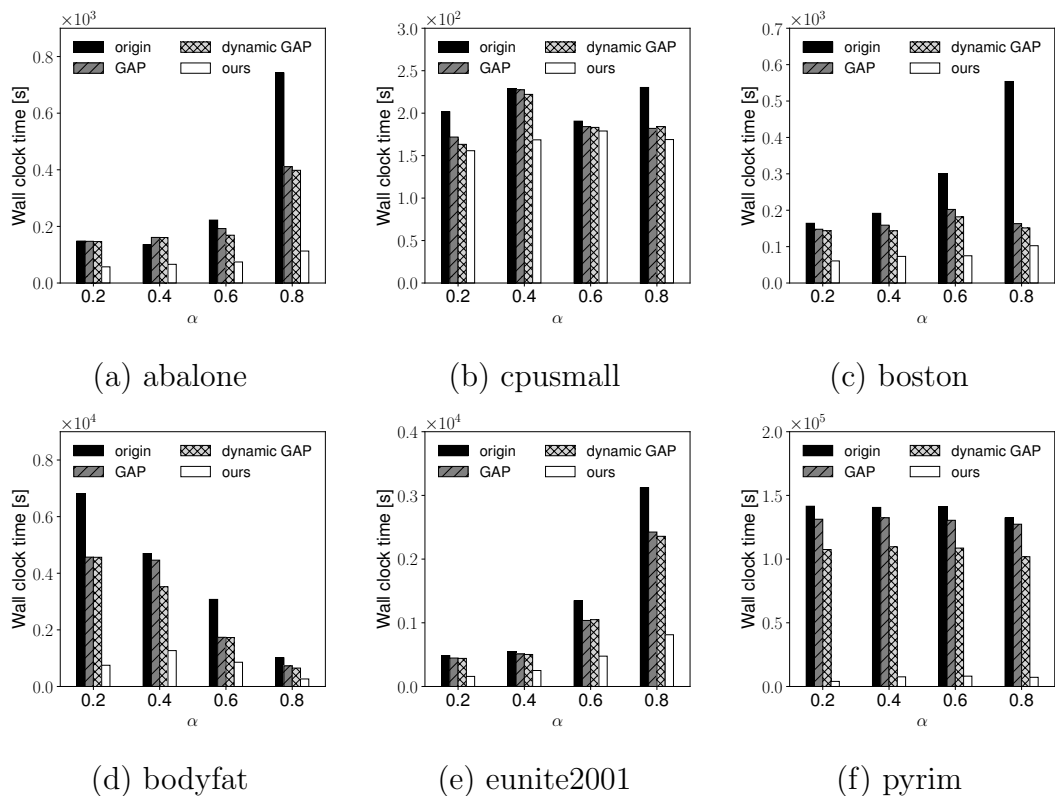 ×10³
0.8
0.6
0.4
0.2
0.0
Wall clock time [s]
origin
GAP
dynamic GAP
ours
0.2 0.4 0.6 0.8
α
(a) abalone
×10²
3.0
2.5
2.0
1.5
1.0
0.5
0.0
Wall clock time [s]
origin
GAP
dynamic GAP
ours
0.2 0.4 0.6 0.8
α
(b) cpusmall
×10³
0.7
0.6
0.5
0.4
0.3
0.2
0.1
0.0
Wall clock time [s]
origin
GAP
dynamic GAP
ours
0.2 0.4 0.6 0.8
α
(c) boston
×10⁴
0.8
0.6
0.4
0.2
0.0
Wall clock time [s]
origin
GAP
dynamic GAP
ours
0.2 0.4 0.6 0.8
α
(d) bodyfat
×10⁴
0.4
0.3
0.2
0.1
0.0
Wall clock time [s]
origin
GAP
dynamic GAP
ours
0.2 0.4 0.6 0.8
α
(e) eunite2001
×10⁵
2.0
1.5
1.0
0.5
0.0
Wall clock time [s]
origin
GAP
dynamic GAP
ours
0.2 0.4 0.6 0.8
α
(f) pyrim